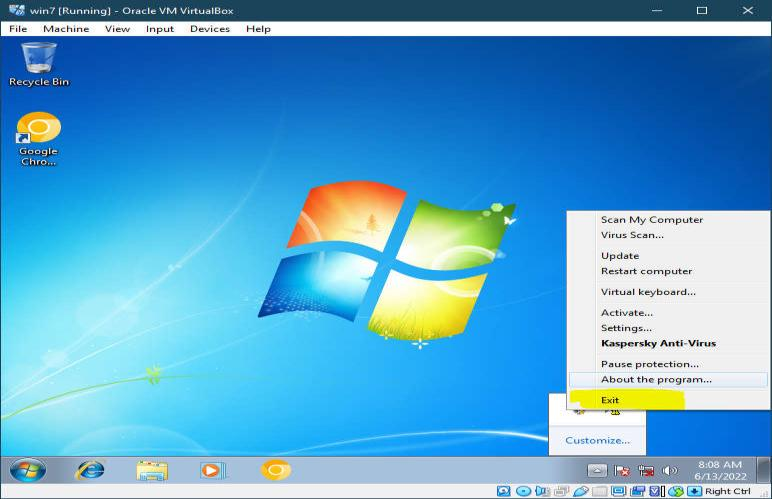 win7 [Running] - Oracle VM VirtualBox
File Machine View Input Devices Help
Recycle Bin
Google
Chro...
Scan My Computer
Virus Scan...
Update
Restart computer
Virtual keyboard...
Activate...
Settings...
Kaspersky Anti-Virus
Pause protection...
About the program...
Exit
Customize...
8:08 AM
6/13/2022
Right Ctrl